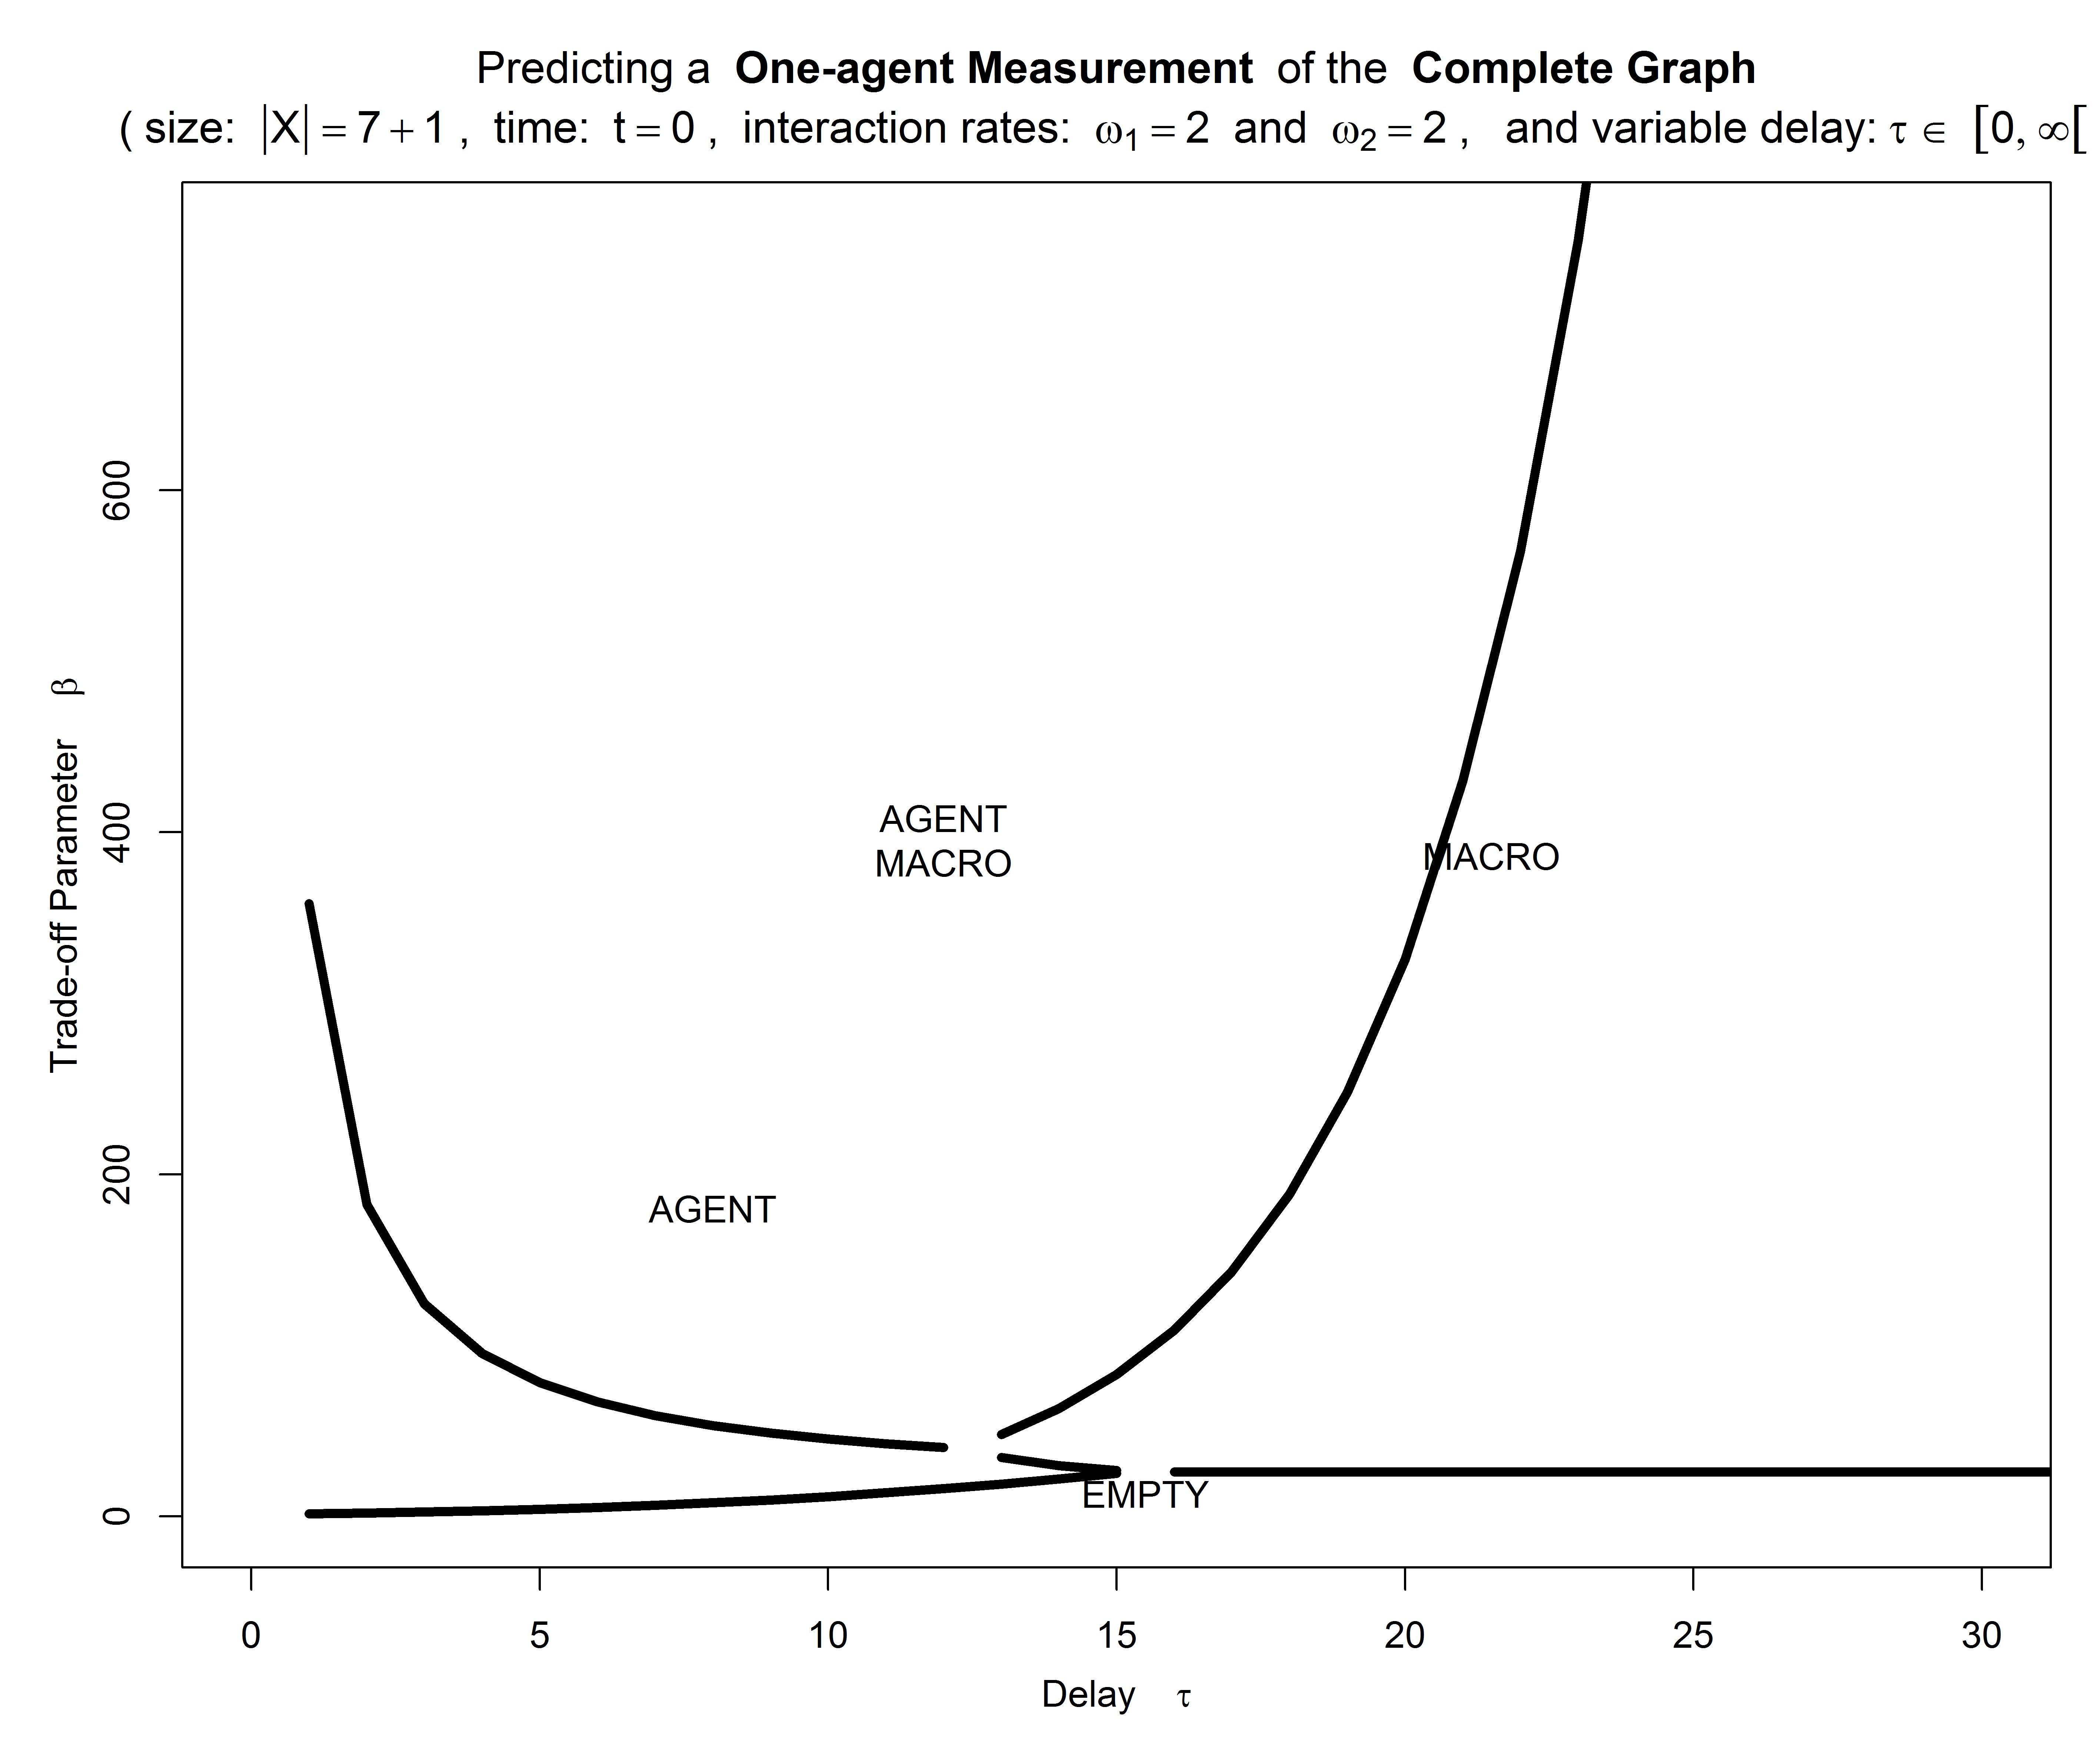 Predicting a One-agent Measurement of the Complete Graph
( size: |X| = 7 + 1 , time: t = 0 , interaction rates: ω₁ = 2 and ω₂ = 2 , and variable delay: τ ∈ [0, ∞[
Trade-off Parameter β
600
400
200
0
AGENT
MACRO
MACRO
AGENT
EMPTY
0 5 10 15 20 25 30
Delay τ